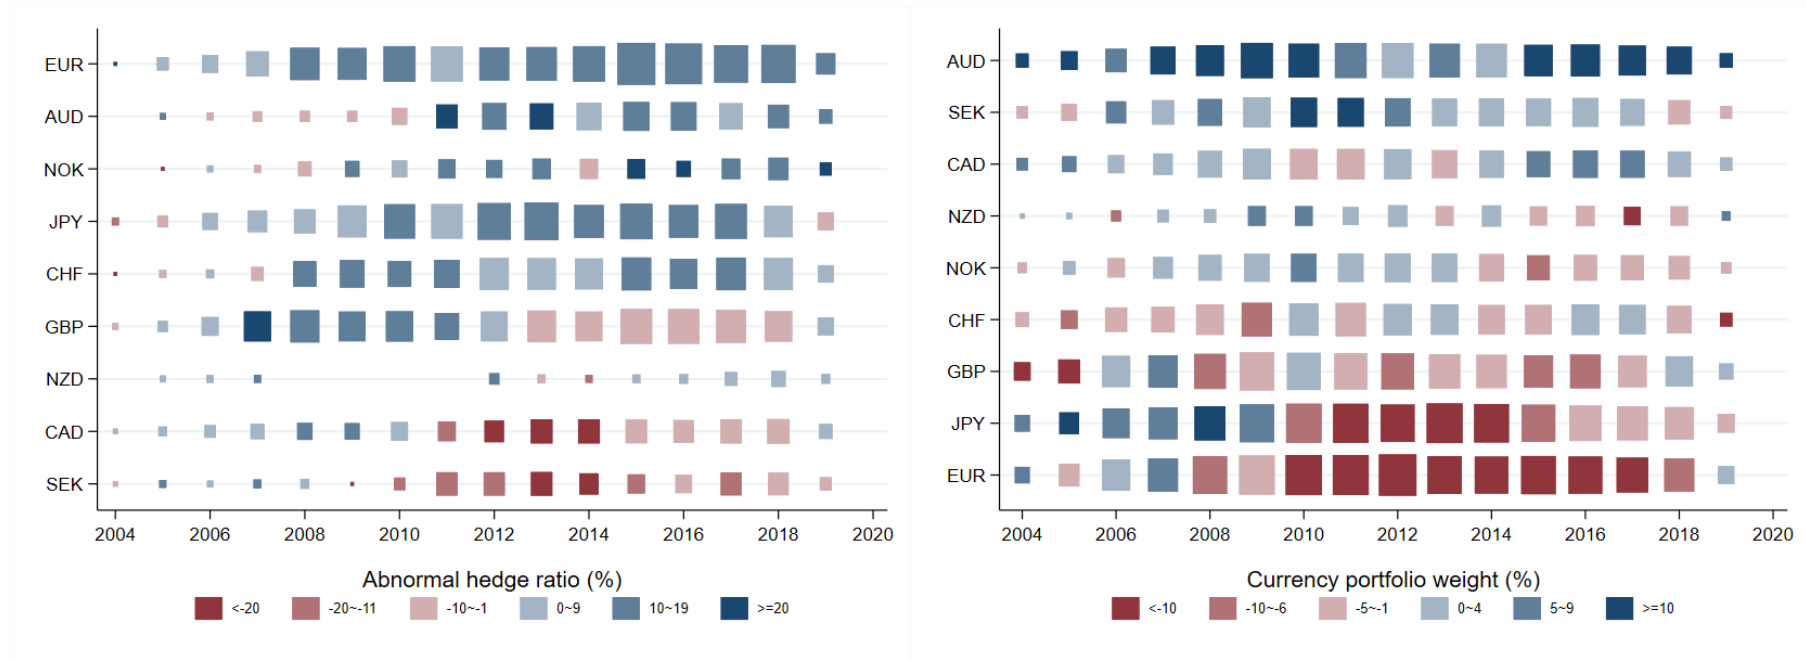 EUR
AUD
NOK
JPY
CHF
GBP
NZD
CAD
SEK
2004 2006 2008 2010 2012 2014 2016 2018 2020
Abnormal hedge ratio (%)
<-20 -20~-11 -10~-1 0~9 10~19 >=20
AUD
SEK
CAD
NZD
NOK
CHF
GBP
JPY
EUR
2004 2006 2008 2010 2012 2014 2016 2018 2020
Currency portfolio weight (%)
<-10 -10~-6 -5~-1 0~4 5~9 >=10